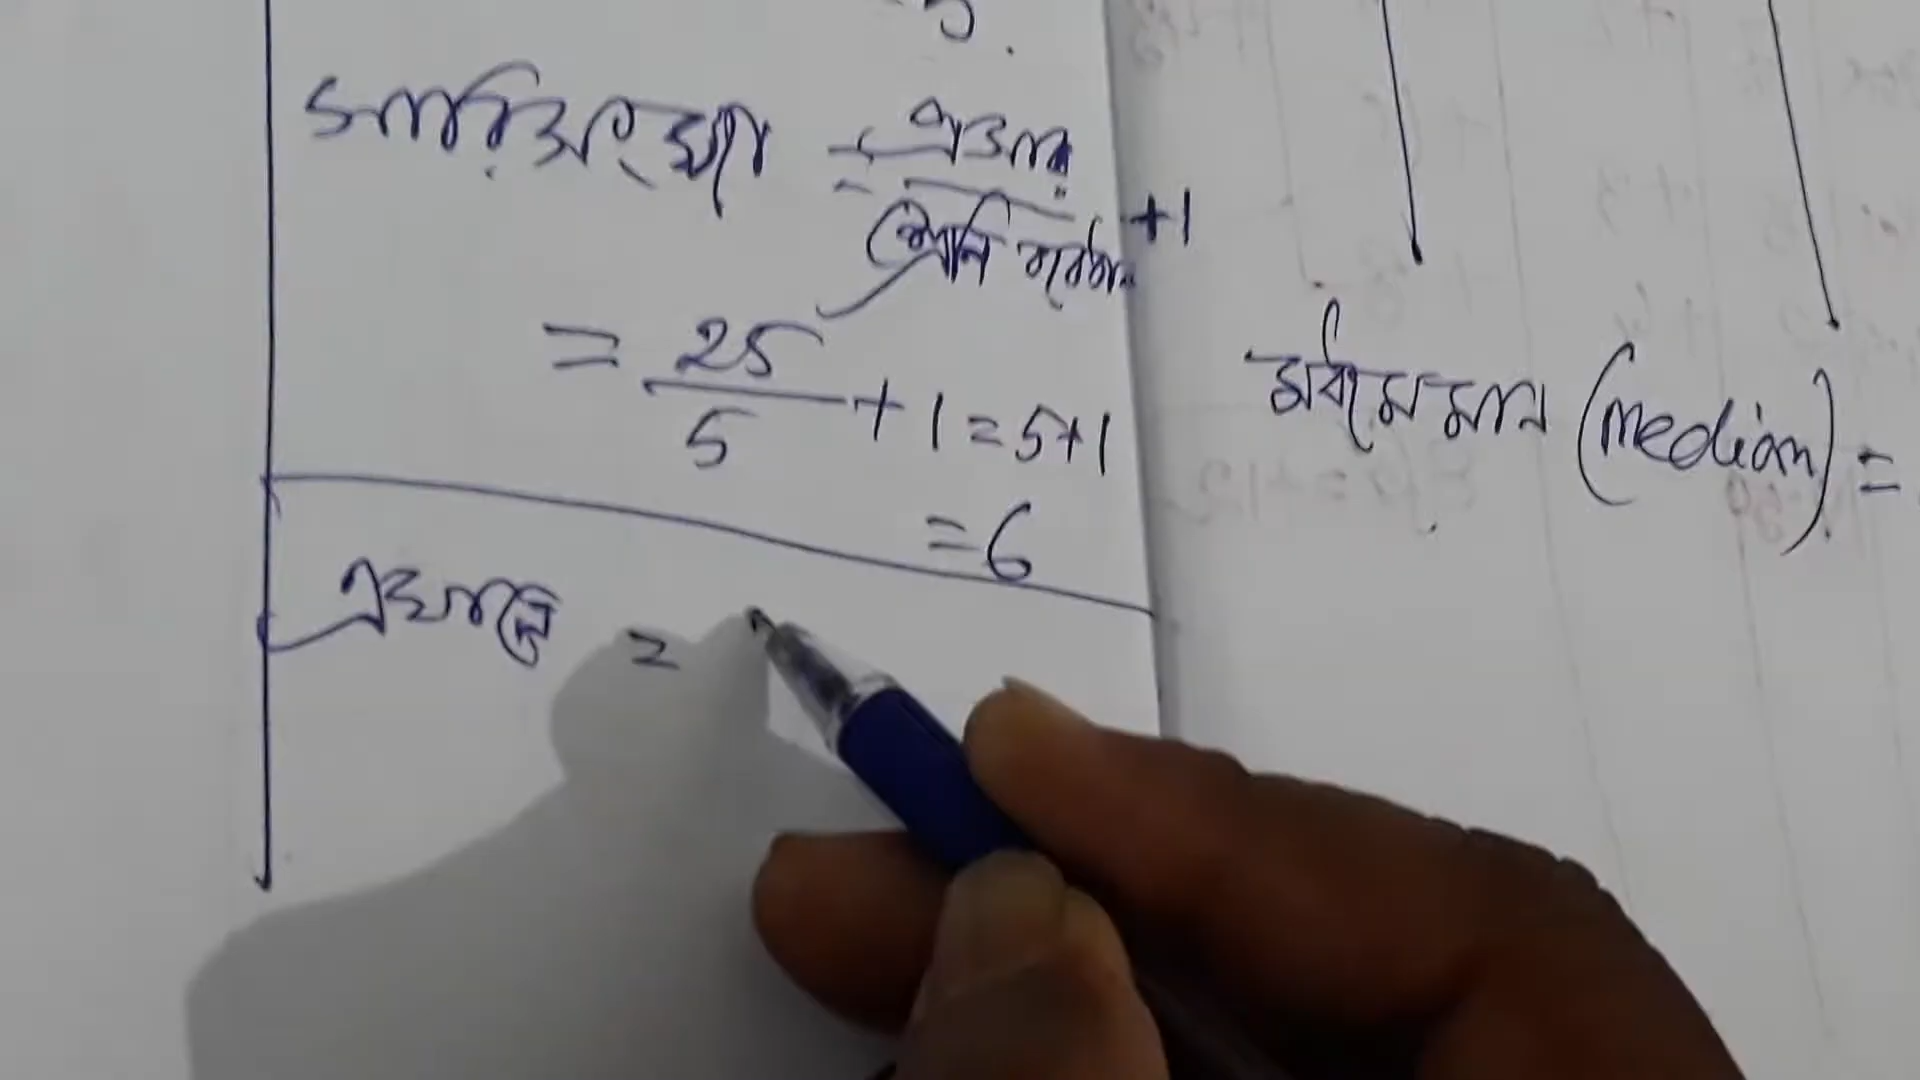 সারিসংখ্যা = প্রসার / শ্রেনি ব্যবধান +1
= 25/5 + 1 = 5+1
= 6
এখানে =
মধ্যমমান (median) =